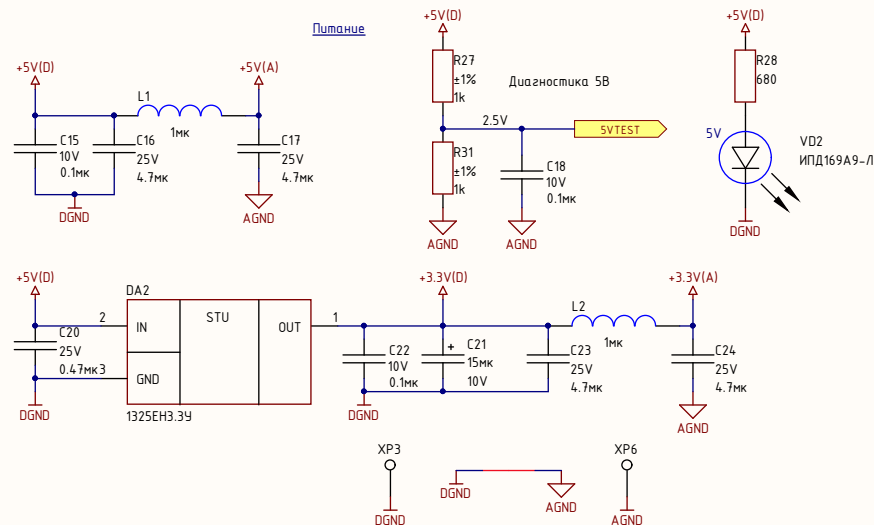 Питание
+5V(D)
+5V(A)
L1
1мк
C15
10V
0.1мк
C16
25V
4.7мк
C17
25V
4.7мк
DGND
AGND
+5V(D)
R27
±1%
1k
Диагностика 5В
2.5V
5VTEST
R31
±1%
1k
C18
10V
0.1мк
AGND
AGND
+5V(D)
R28
680
5V
VD2
ИПД169А9-Л
DGND
+5V(D)
DA2
2
IN
STU
OUT
1
C20
25V
0.47мк
3
GND
DGND
1325ЕН3.3У
+3.3V(D)
L2
1мк
+3.3V(A)
C22
10V
0.1мк
+
C21
15мк
10V
C23
25V
4.7мк
C24
25V
4.7мк
DGND
AGND
XP3
DGND
DGND
AGND
XP6
AGND